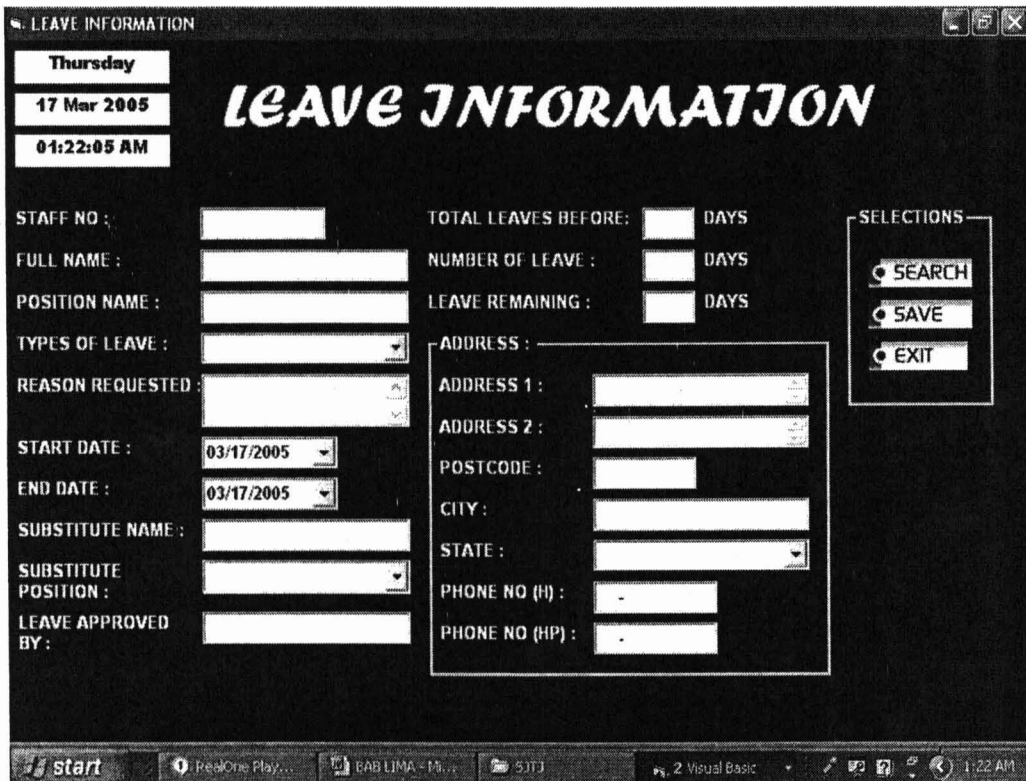 LEAVE INFORMATION
Thursday
17 Mar 2005
01:22:05 AM
LEAVE INFORMATION
STAFF NO :
FULL NAME :
POSITION NAME :
TYPES OF LEAVE :
REASON REQUESTED :
START DATE : 03/17/2005
END DATE : 03/17/2005
SUBSTITUTE NAME :
SUBSTITUTE
POSITION :
LEAVE APPROVED
BY :
TOTAL LEAVES BEFORE: DAYS
NUMBER OF LEAVE : DAYS
LEAVE REMAINING : DAYS
ADDRESS :
ADDRESS 1 :
ADDRESS 2 :
POSTCODE :
CITY :
STATE :
PHONE NO (H) : -
PHONE NO (HP) : -
SELECTIONS
SEARCH
SAVE
EXIT
start
RealOne Play...
BAB LIMA - Mi...
SJTJ
2 Visual Basic
1:22 AM